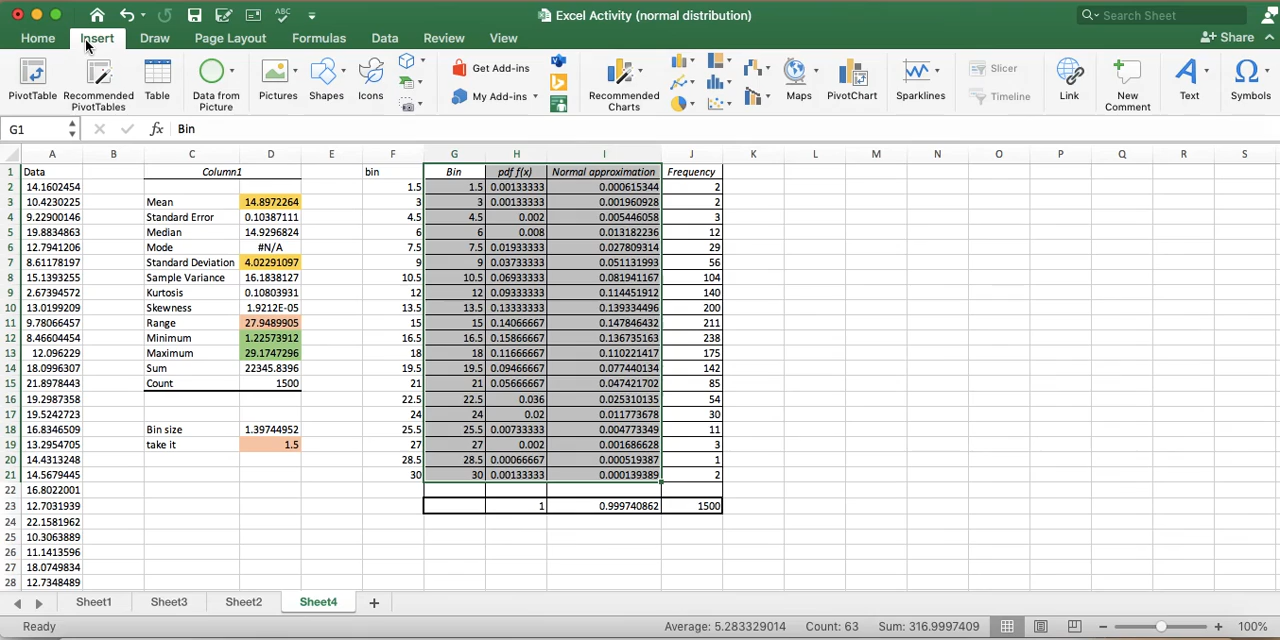 Excel Activity (normal distribution)
Search Sheet
Home Insert Draw Page Layout Formulas Data Review View
Share
PivotTable Recommended PivotTables Table Data from Picture Pictures Shapes Icons Get Add-ins My Add-ins Recommended Charts Maps PivotChart Sparklines Slicer Timeline Link New Comment Text Symbols
G1 fx Bin
A B C D E F G H I J K L M N O P Q R S
1 Data Column1 bin Bin pdf f(x) Normal approximation Frequency
2 14.1602454 1.5 1.5 0.00133333 0.000615344 2
3 10.4230225 Mean 14.8972264 3 3 0.00133333 0.001960928 2
4 9.22900146 Standard Error 0.10387111 4.5 4.5 0.002 0.005446058 3
5 19.8834863 Median 14.9296824 6 6 0.008 0.013182236 12
6 12.7941206 Mode #N/A 7.5 7.5 0.01933333 0.027809314 29
7 8.61178197 Standard Deviation 4.02291097 9 9 0.03733333 0.051131993 56
8 15.1393255 Sample Variance 16.1838127 10.5 10.5 0.06933333 0.081941167 104
9 2.67394572 Kurtosis 0.10803931 12 12 0.09333333 0.114451912 140
10 13.0199209 Skewness 1.9212E-05 13.5 13.5 0.13333333 0.139334496 200
11 9.78066457 Range 27.9489905 15 15 0.14066667 0.147846432 211
12 8.46604454 Minimum 1.22573912 16.5 16.5 0.15866667 0.136735163 238
13 12.096229 Maximum 29.1747296 18 18 0.11666667 0.110221417 175
14 18.0996307 Sum 22345.8396 19.5 19.5 0.09466667 0.077440134 142
15 21.8978443 Count 1500 21 21 0.05666667 0.047421702 85
16 19.2987358 22.5 22.5 0.036 0.025310135 54
17 19.5242723 24 24 0.02 0.011773678 30
18 16.8346509 Bin size 1.39744952 25.5 25.5 0.00733333 0.004773349 11
19 13.2954705 take it 1.5 27 27 0.002 0.001686628 3
20 14.4313248 28.5 28.5 0.00066667 0.000519387 1
21 14.5679445 30 30 0.00133333 0.000139389 2
22 16.8022001
23 12.7031939 1 0.999740862 1500
24 22.1581962
25 10.3063889
26 11.1413596
27 18.0749834
28 12.7348489
Sheet1 Sheet3 Sheet2 Sheet4
Ready Average: 5.283329014 Count: 63 Sum: 316.9997409 100%